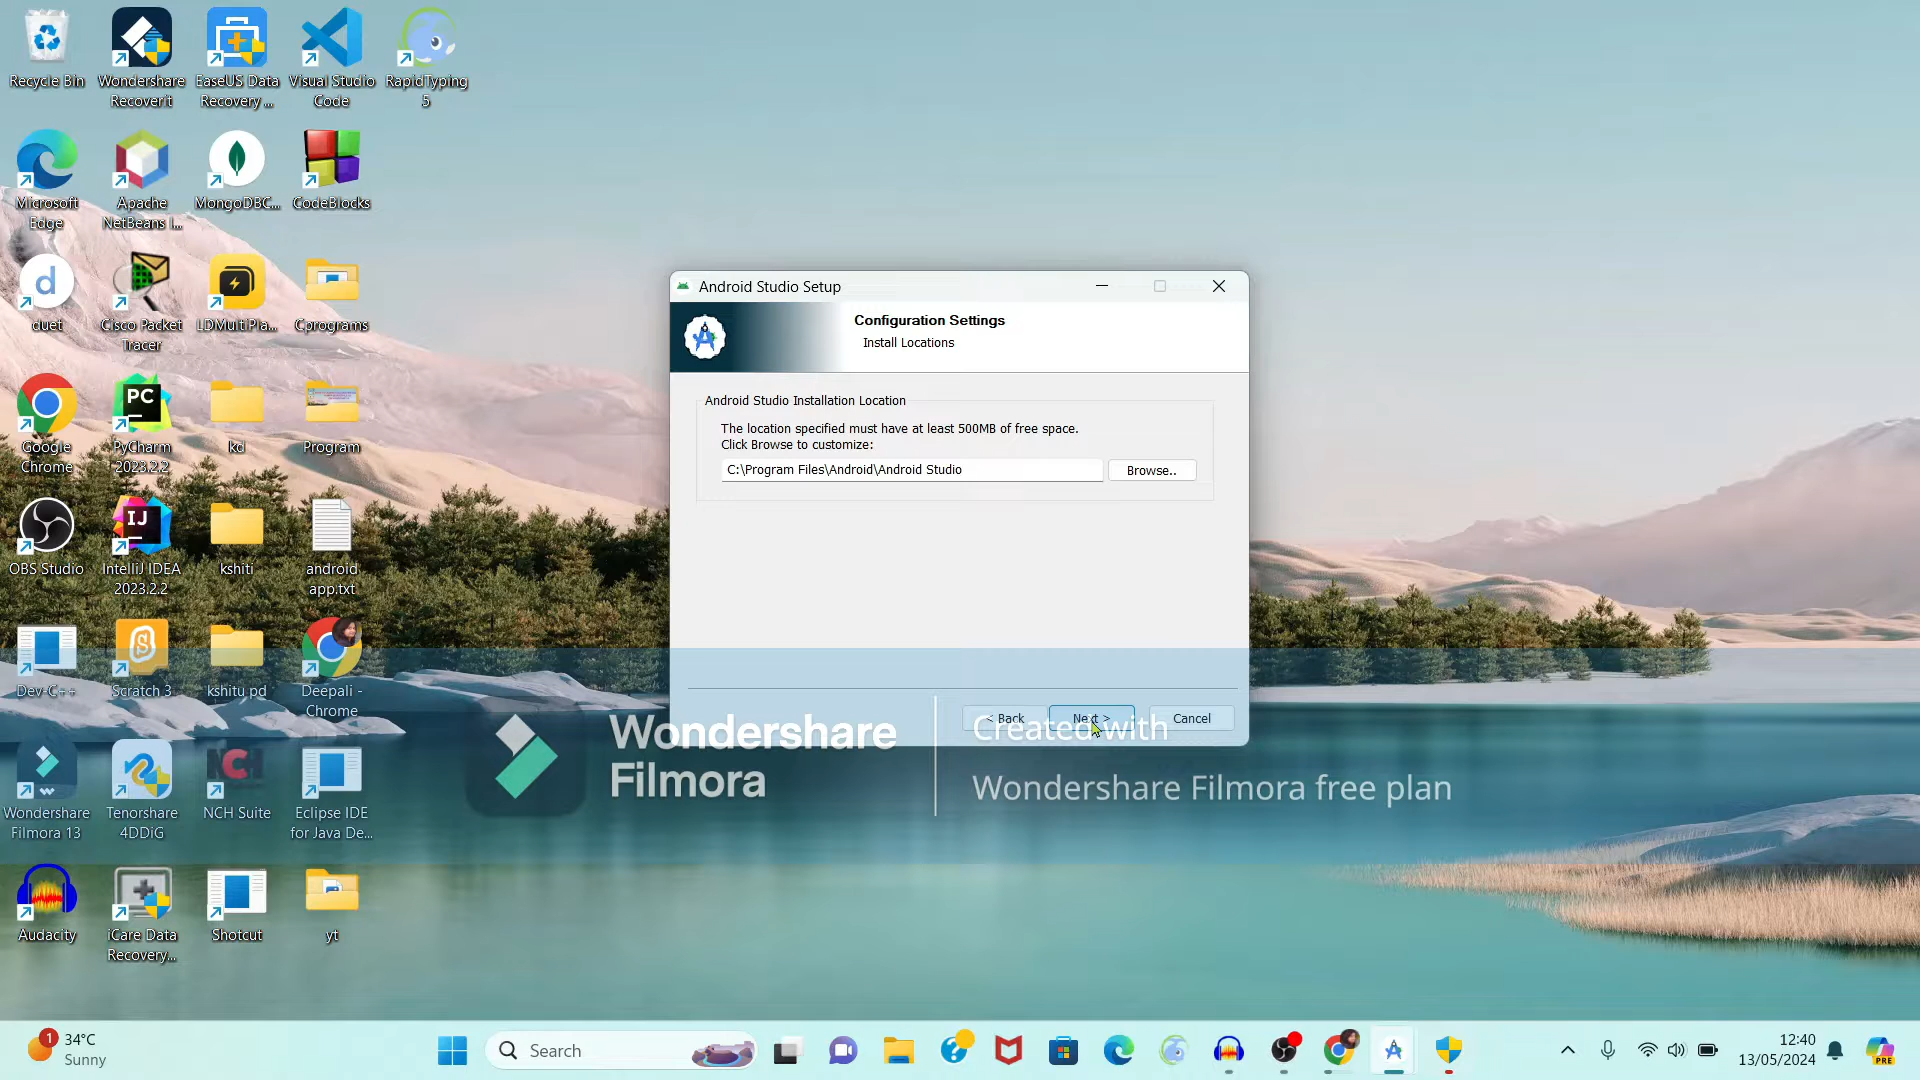 Recycle Bin
Wondershare
Recoverit
EaseUS Data
Recovery ...
Visual Studio
Code
RapidTyping
5
Microsoft
Edge
Apache
NetBeans I...
MongoDBC...
CodeBlocks
d
duet
Cisco Packet
Tracer
LDMultiPla...
Cprograms
Google
Chrome
PC
PyCharm
2023.2.2
kd
Program
OBS Studio
IJ
IntelliJ IDEA
2023.2.2
kshiti
android
app.txt
Dev-C++
Scratch 3
kshitu pd
Deepali -
Chrome
Wondershare
Filmora 13
Tenorshare
4DDiG
NCH
NCH Suite
Eclipse IDE
for Java De...
Audacity
iCare Data
Recovery...
Shotcut
yt
Android Studio Setup
Configuration Settings
Install Locations
Android Studio Installation Location
The location specified must have at least 500MB of free space.
Click Browse to customize:
C:\Program Files\Android\Android Studio
Browse..
< Back
Next >
Cancel
Wondershare
Filmora
Created with
Wondershare Filmora free plan
1
34°C
Sunny
Search
12:40
13/05/2024
PRE